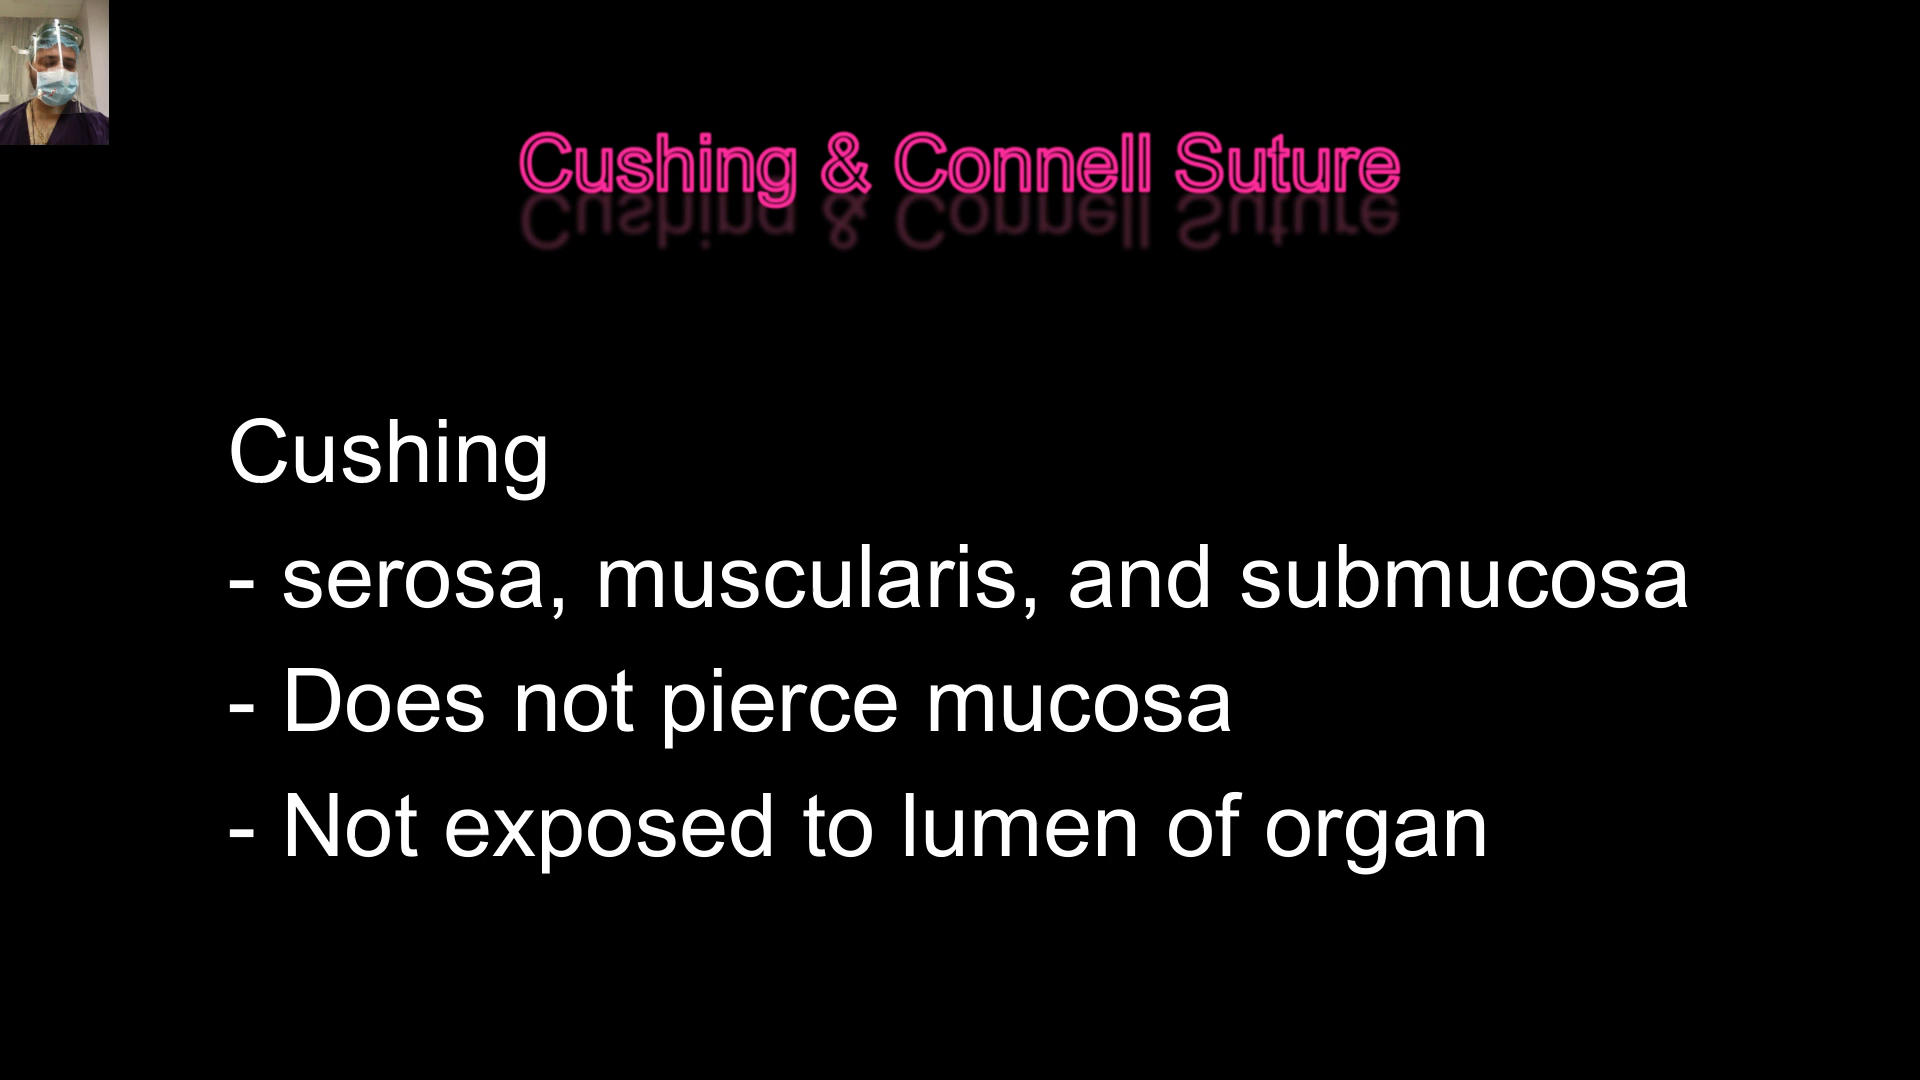 Cushing & Connell Suture
Cushing
- serosa, muscularis, and submucosa
- Does not pierce mucosa
- Not exposed to lumen of organ